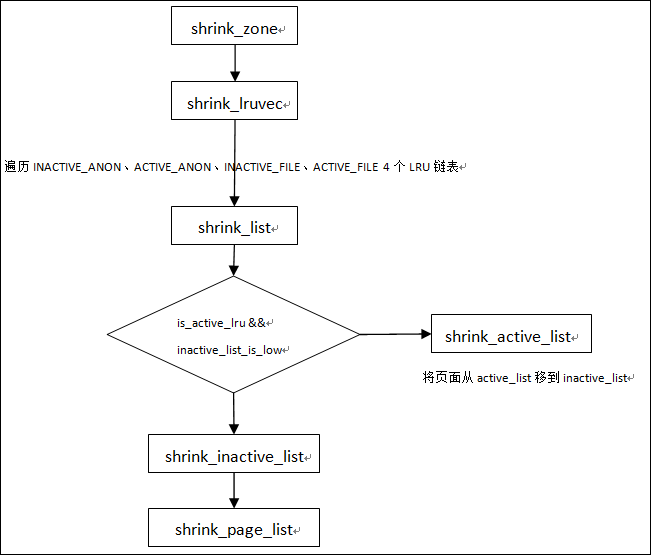 shrink_zone
shrink_lruvec
遍历 INACTIVE_ANON、ACTIVE_ANON、INACTIVE_FILE、ACTIVE_FILE 4 个 LRU 链表
shrink_list
is_active_lru &&
inactive_list_is_low
shrink_active_list
将页面从 active_list 移到 inactive_list
shrink_inactive_list
shrink_page_list